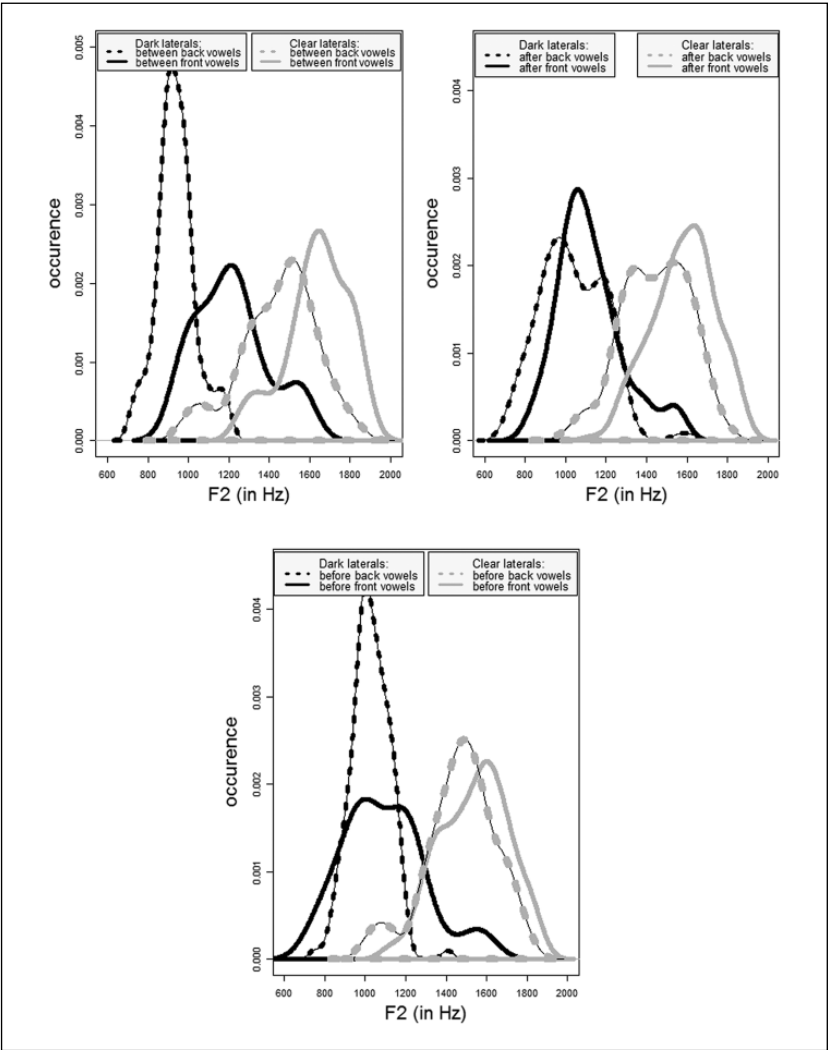 Dark laterals:
between back vowels
between front vowels
Clear laterals:
between back vowels
between front vowels
occurence
0.005
0.004
0.003
0.002
0.001
0.000
600 800 1000 1200 1400 1600 1800 2000
F2 (in Hz)
Dark laterals:
after back vowels
after front vowels
Clear laterals:
after back vowels
after front vowels
occurence
0.004
0.003
0.002
0.001
0.000
600 800 1000 1200 1400 1600 1800 2000
F2 (in Hz)
Dark laterals:
before back vowels
before front vowels
Clear laterals:
before back vowels
before front vowels
occurence
0.004
0.003
0.002
0.001
0.000
600 800 1000 1200 1400 1600 1800 2000
F2 (in Hz)